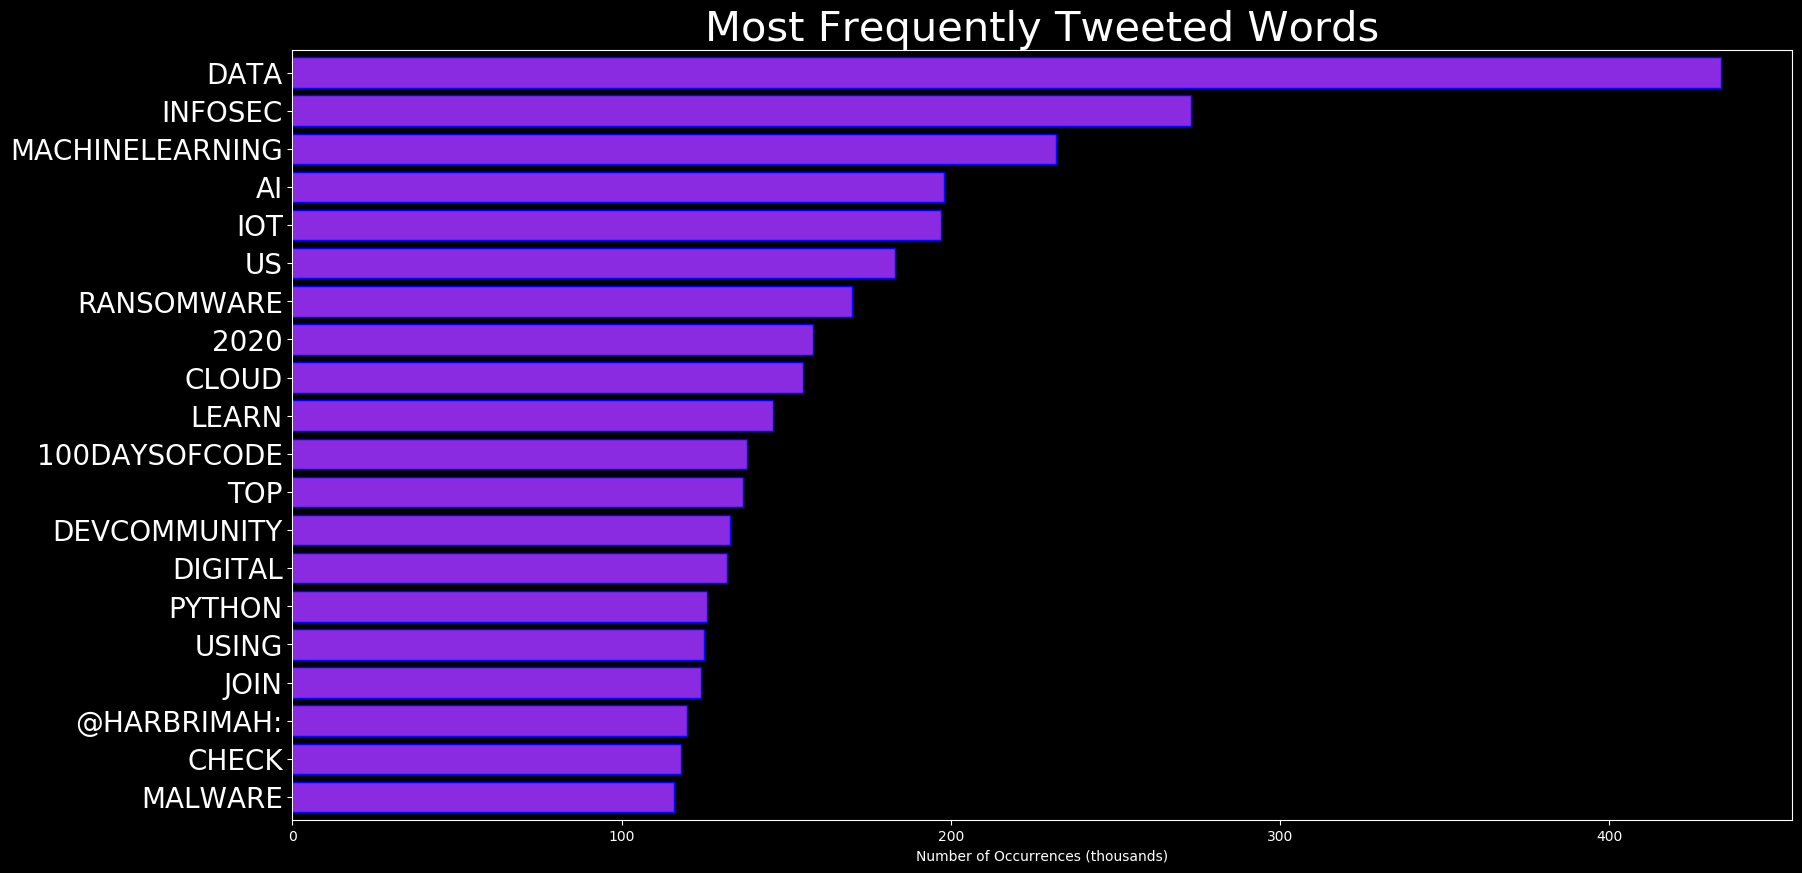 Most Frequently Tweeted Words
DATA
INFOSEC
MACHINELEARNING
AI
IOT
US
RANSOMWARE
2020
CLOUD
LEARN
100DAYSOFCODE
TOP
DEVCOMMUNITY
DIGITAL
PYTHON
USING
JOIN
@HARBRIMAH:
CHECK
MALWARE
0 100 200 300 400
Number of Occurrences (thousands)